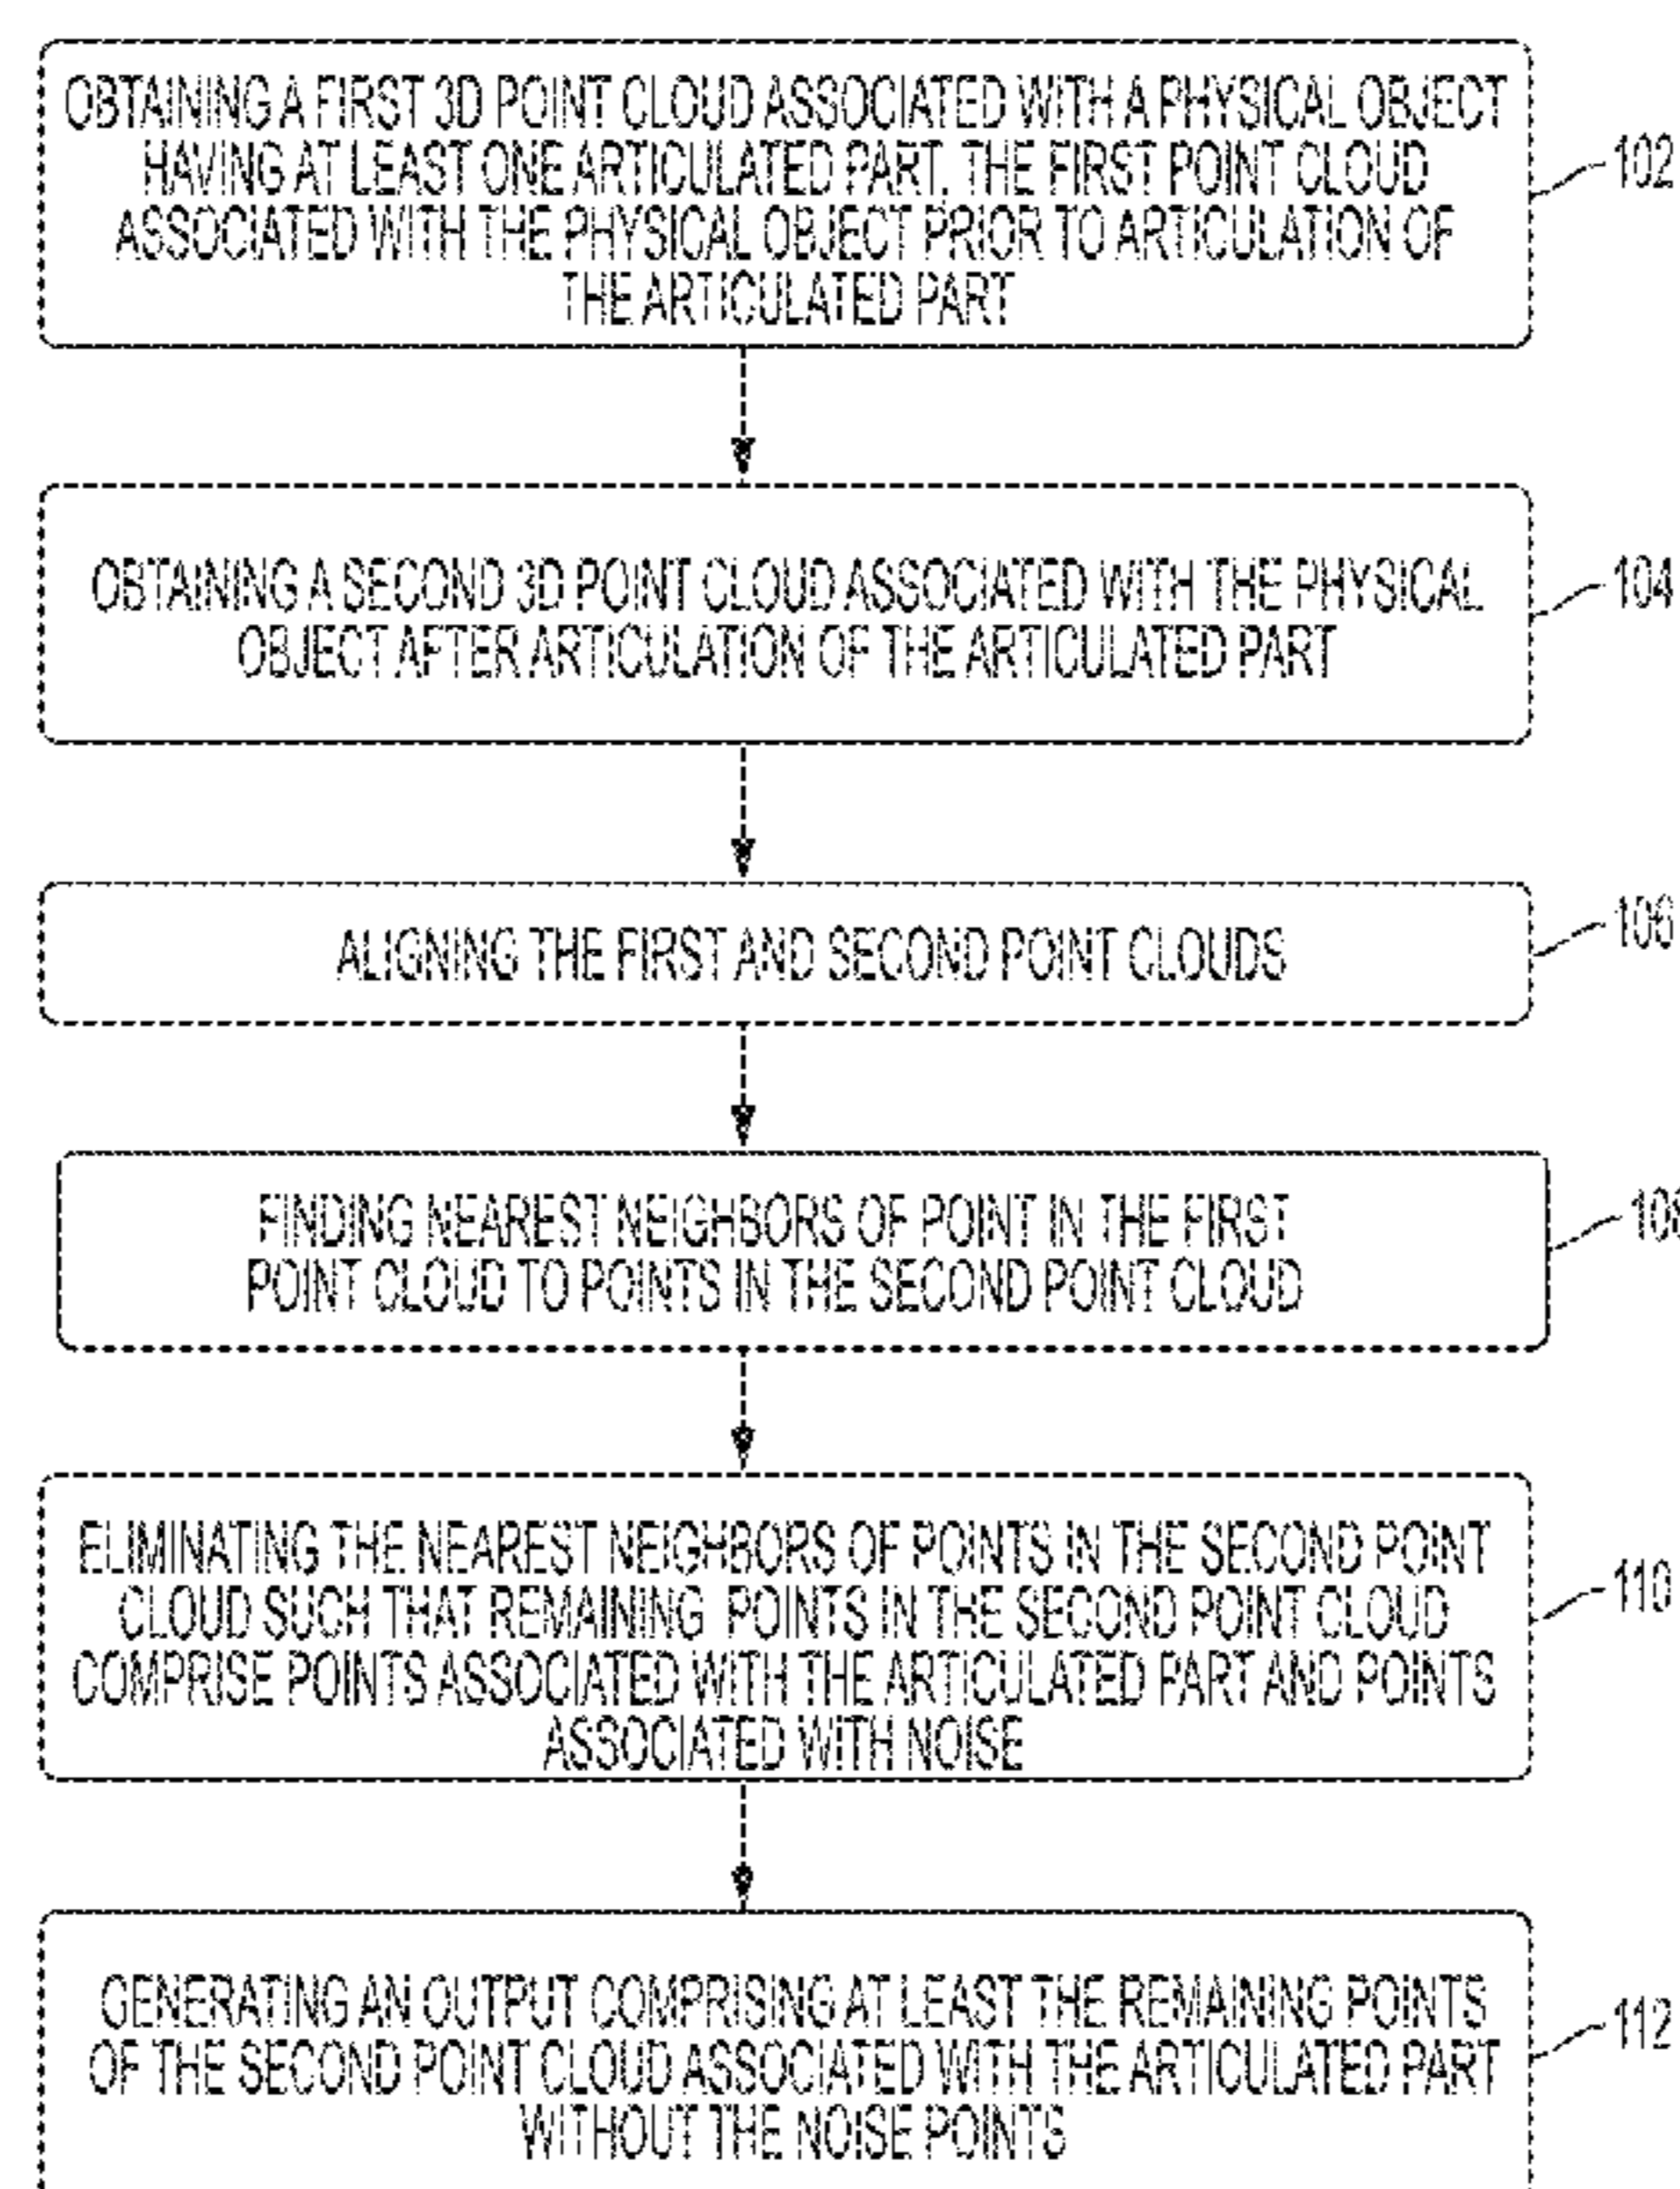 OBTAINING A FIRST 3D POINT CLOUD ASSOCIATED WITH A PHYSICAL OBJECT
HAVING AT LEAST ONE ARTICULATED PART, THE FIRST POINT CLOUD
ASSOCIATED WITH THE PHYSICAL OBJECT PRIOR TO ARTICULATION OF
THE ARTICULATED PART
102
OBTAINING A SECOND 3D POINT CLOUD ASSOCIATED WITH THE PHYSICAL
OBJECT AFTER ARTICULATION OF THE ARTICULATED PART
104
ALIGNING THE FIRST AND SECOND POINT CLOUDS
106
FINDING NEAREST NEIGHBORS OF POINT IN THE FIRST
POINT CLOUD TO POINTS IN THE SECOND POINT CLOUD
108
ELIMINATING THE NEAREST NEIGHBORS OF POINTS IN THE SECOND POINT
CLOUD SUCH THAT REMAINING POINTS IN THE SECOND POINT CLOUD
COMPRISE POINTS ASSOCIATED WITH THE ARTICULATED PART AND POINTS
ASSOCIATED WITH NOISE
110
GENERATING AN OUTPUT COMPRISING AT LEAST THE REMAINING POINTS
OF THE SECOND POINT CLOUD ASSOCIATED WITH THE ARTICULATED PART
WITHOUT THE NOISE POINTS
112